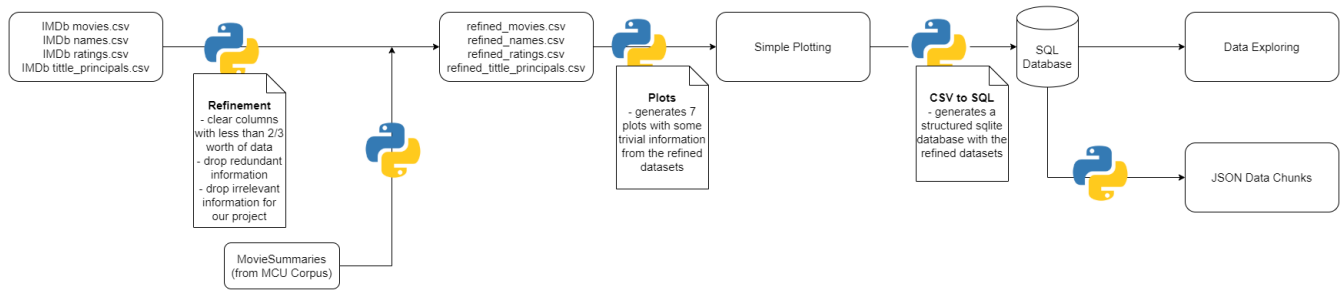 IMDb movies.csv
IMDb names.csv
IMDb ratings.csv
IMDb tittle_principals.csv
Refinement
- clear columns
with less than 2/3
worth of data
- drop redundant
information
- drop irrelevant
information for
our project
MovieSummaries
(from MCU Corpus)
refined_movies.csv
refined_names.csv
refined_ratings.csv
refined_tittle_principals.csv
Plots
- generates 7
plots with some
trivial information
from the refined
datasets
Simple Plotting
CSV to SQL
- generates a
structured sqlite
database with the
refined datasets
SQL
Database
Data Exploring
JSON Data Chunks